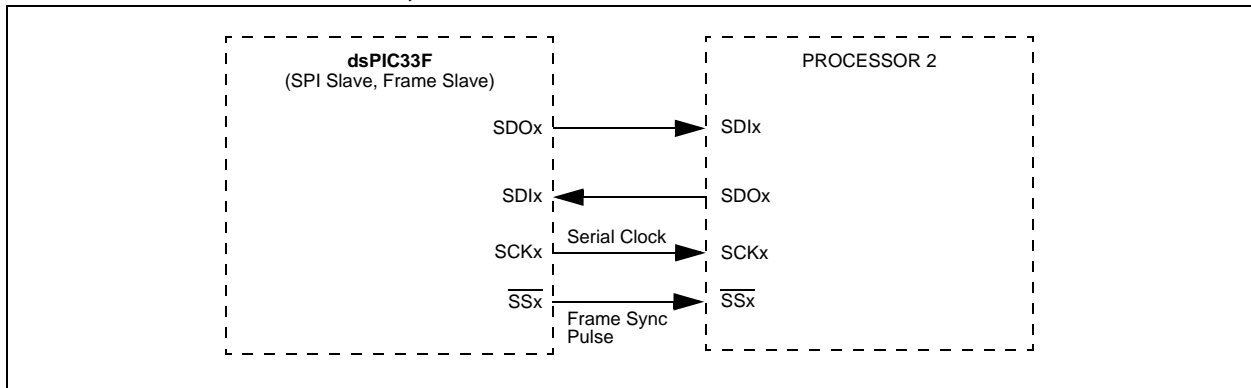 dsPIC33F
(SPI Slave, Frame Slave)
PROCESSOR 2
SDOx
SDIx
SDIx
SDOx
Serial Clock
SCKx
SCKx
SSx
SSx
Frame Sync
Pulse